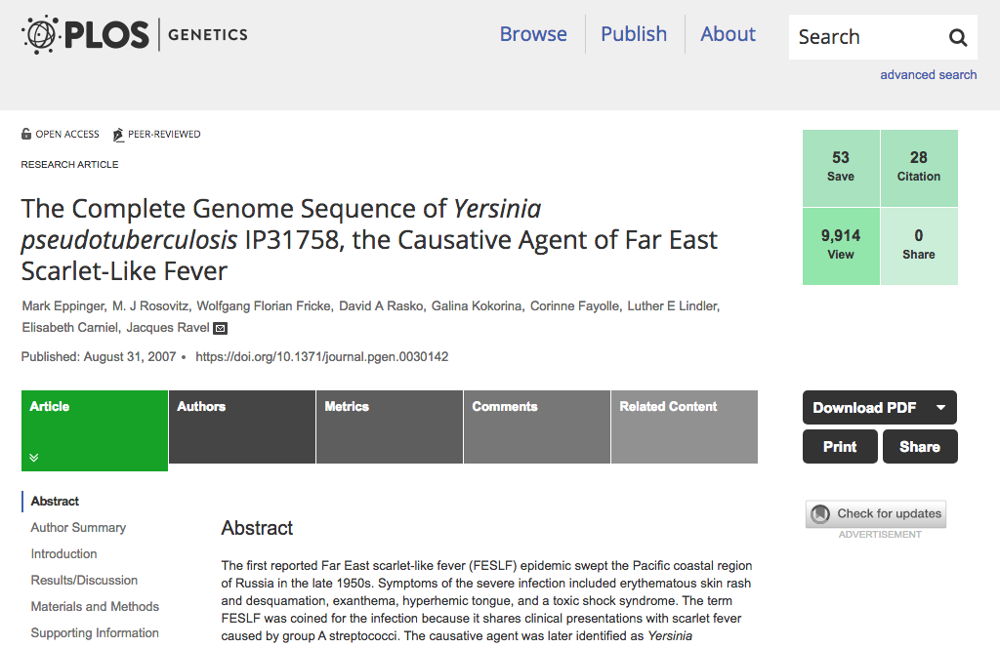 PLOS GENETICS
Browse
Publish
About
Search
advanced search
OPEN ACCESS
PEER-REVIEWED
RESEARCH ARTICLE
The Complete Genome Sequence of Yersinia
pseudotuberculosis IP31758, the Causative Agent of Far East
Scarlet-Like Fever
Mark Eppinger, M. J Rosovitz, Wolfgang Florian Fricke, David A Rasko, Galina Kokorina, Corinne Fayolle, Luther E Lindler,
Elisabeth Carniel, Jacques Ravel
Published: August 31, 2007 • https://doi.org/10.1371/journal.pgen.0030142
53
Save
28
Citation
9,914
View
0
Share
Article
Authors
Metrics
Comments
Related Content
Download PDF
Print
Share
Check for updates
ADVERTISEMENT
Abstract
Author Summary
Introduction
Results/Discussion
Materials and Methods
Supporting Information
Abstract
The first reported Far East scarlet-like fever (FESLF) epidemic swept the Pacific coastal region
of Russia in the late 1950s. Symptoms of the severe infection included erythematous skin rash
and desquamation, exanthema, hyperhemic tongue, and a toxic shock syndrome. The term
FESLF was coined for the infection because it shares clinical presentations with scarlet fever
caused by group A streptococci. The causative agent was later identified as Yersinia